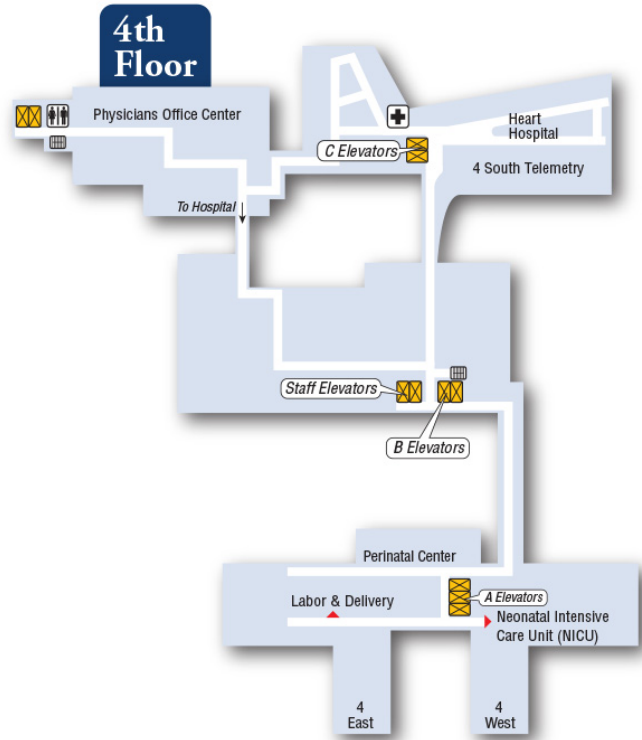 4th
Floor
Physicians Office Center
C Elevators
Heart
Hospital
4 South Telemetry
To Hospital
Staff Elevators
B Elevators
Perinatal Center
Labor & Delivery
A Elevators
Neonatal Intensive
Care Unit (NICU)
4
East
4
West